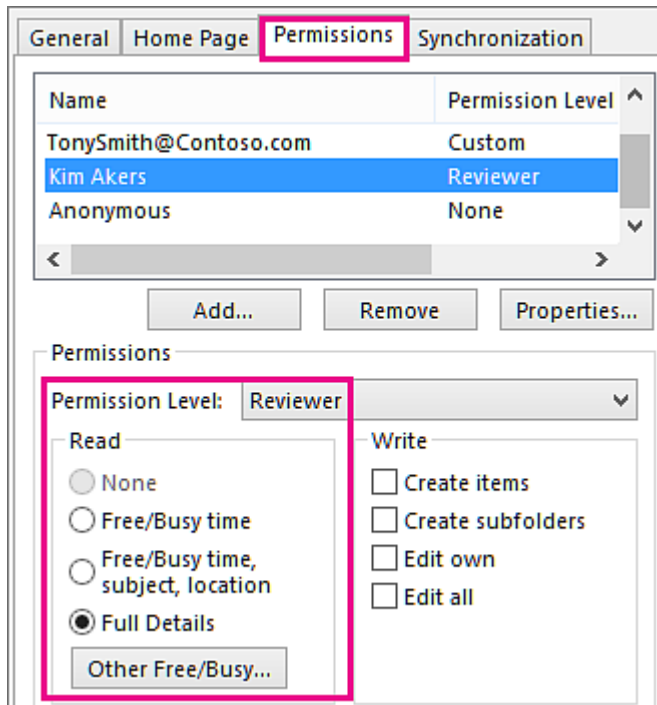 General Home Page Permissions Synchronization
Name Permission Level
TonySmith@Contoso.com Custom
Kim Akers Reviewer
Anonymous None
Add... Remove Properties...
Permissions
Permission Level: Reviewer
Read Write
None Create items
Free/Busy time Create subfolders
Free/Busy time, Edit own
subject, location
Edit all
Full Details
Other Free/Busy...